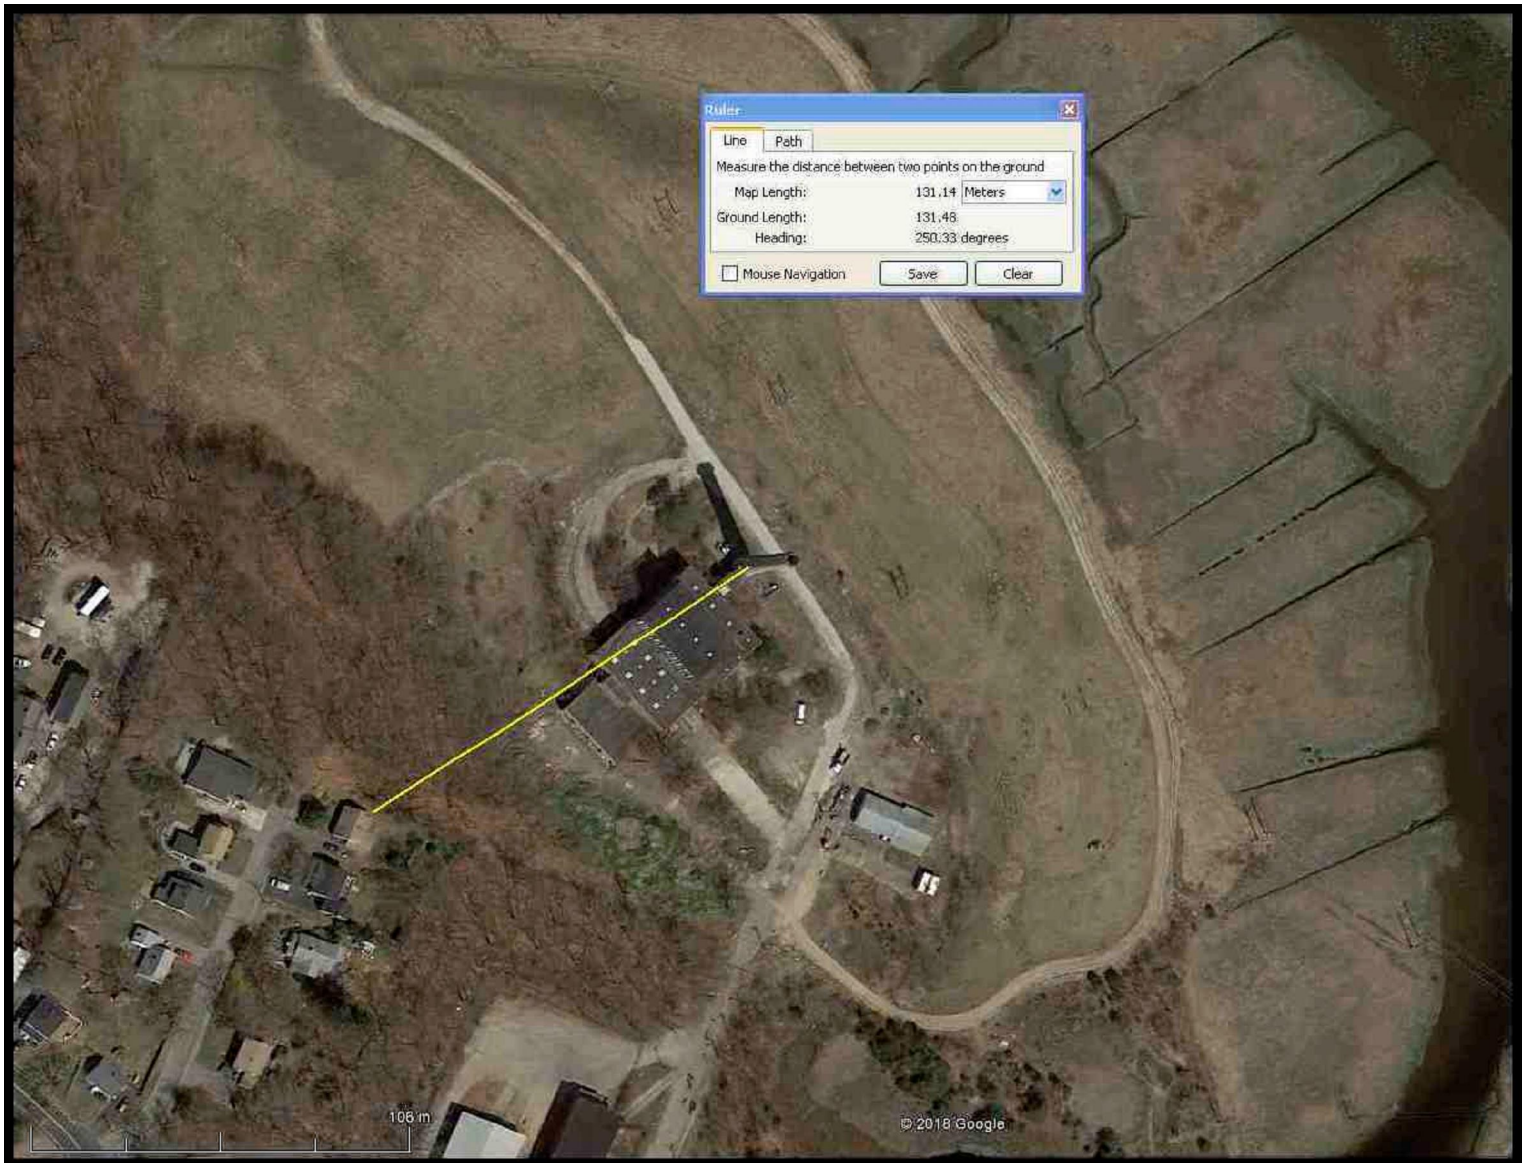 Ruler
Line Path
Measure the distance between two points on the ground
Map Length: 131.14 Meters
Ground Length: 131.48
Heading: 250.33 degrees
Mouse Navigation Save Clear
106 m
© 2018 Google